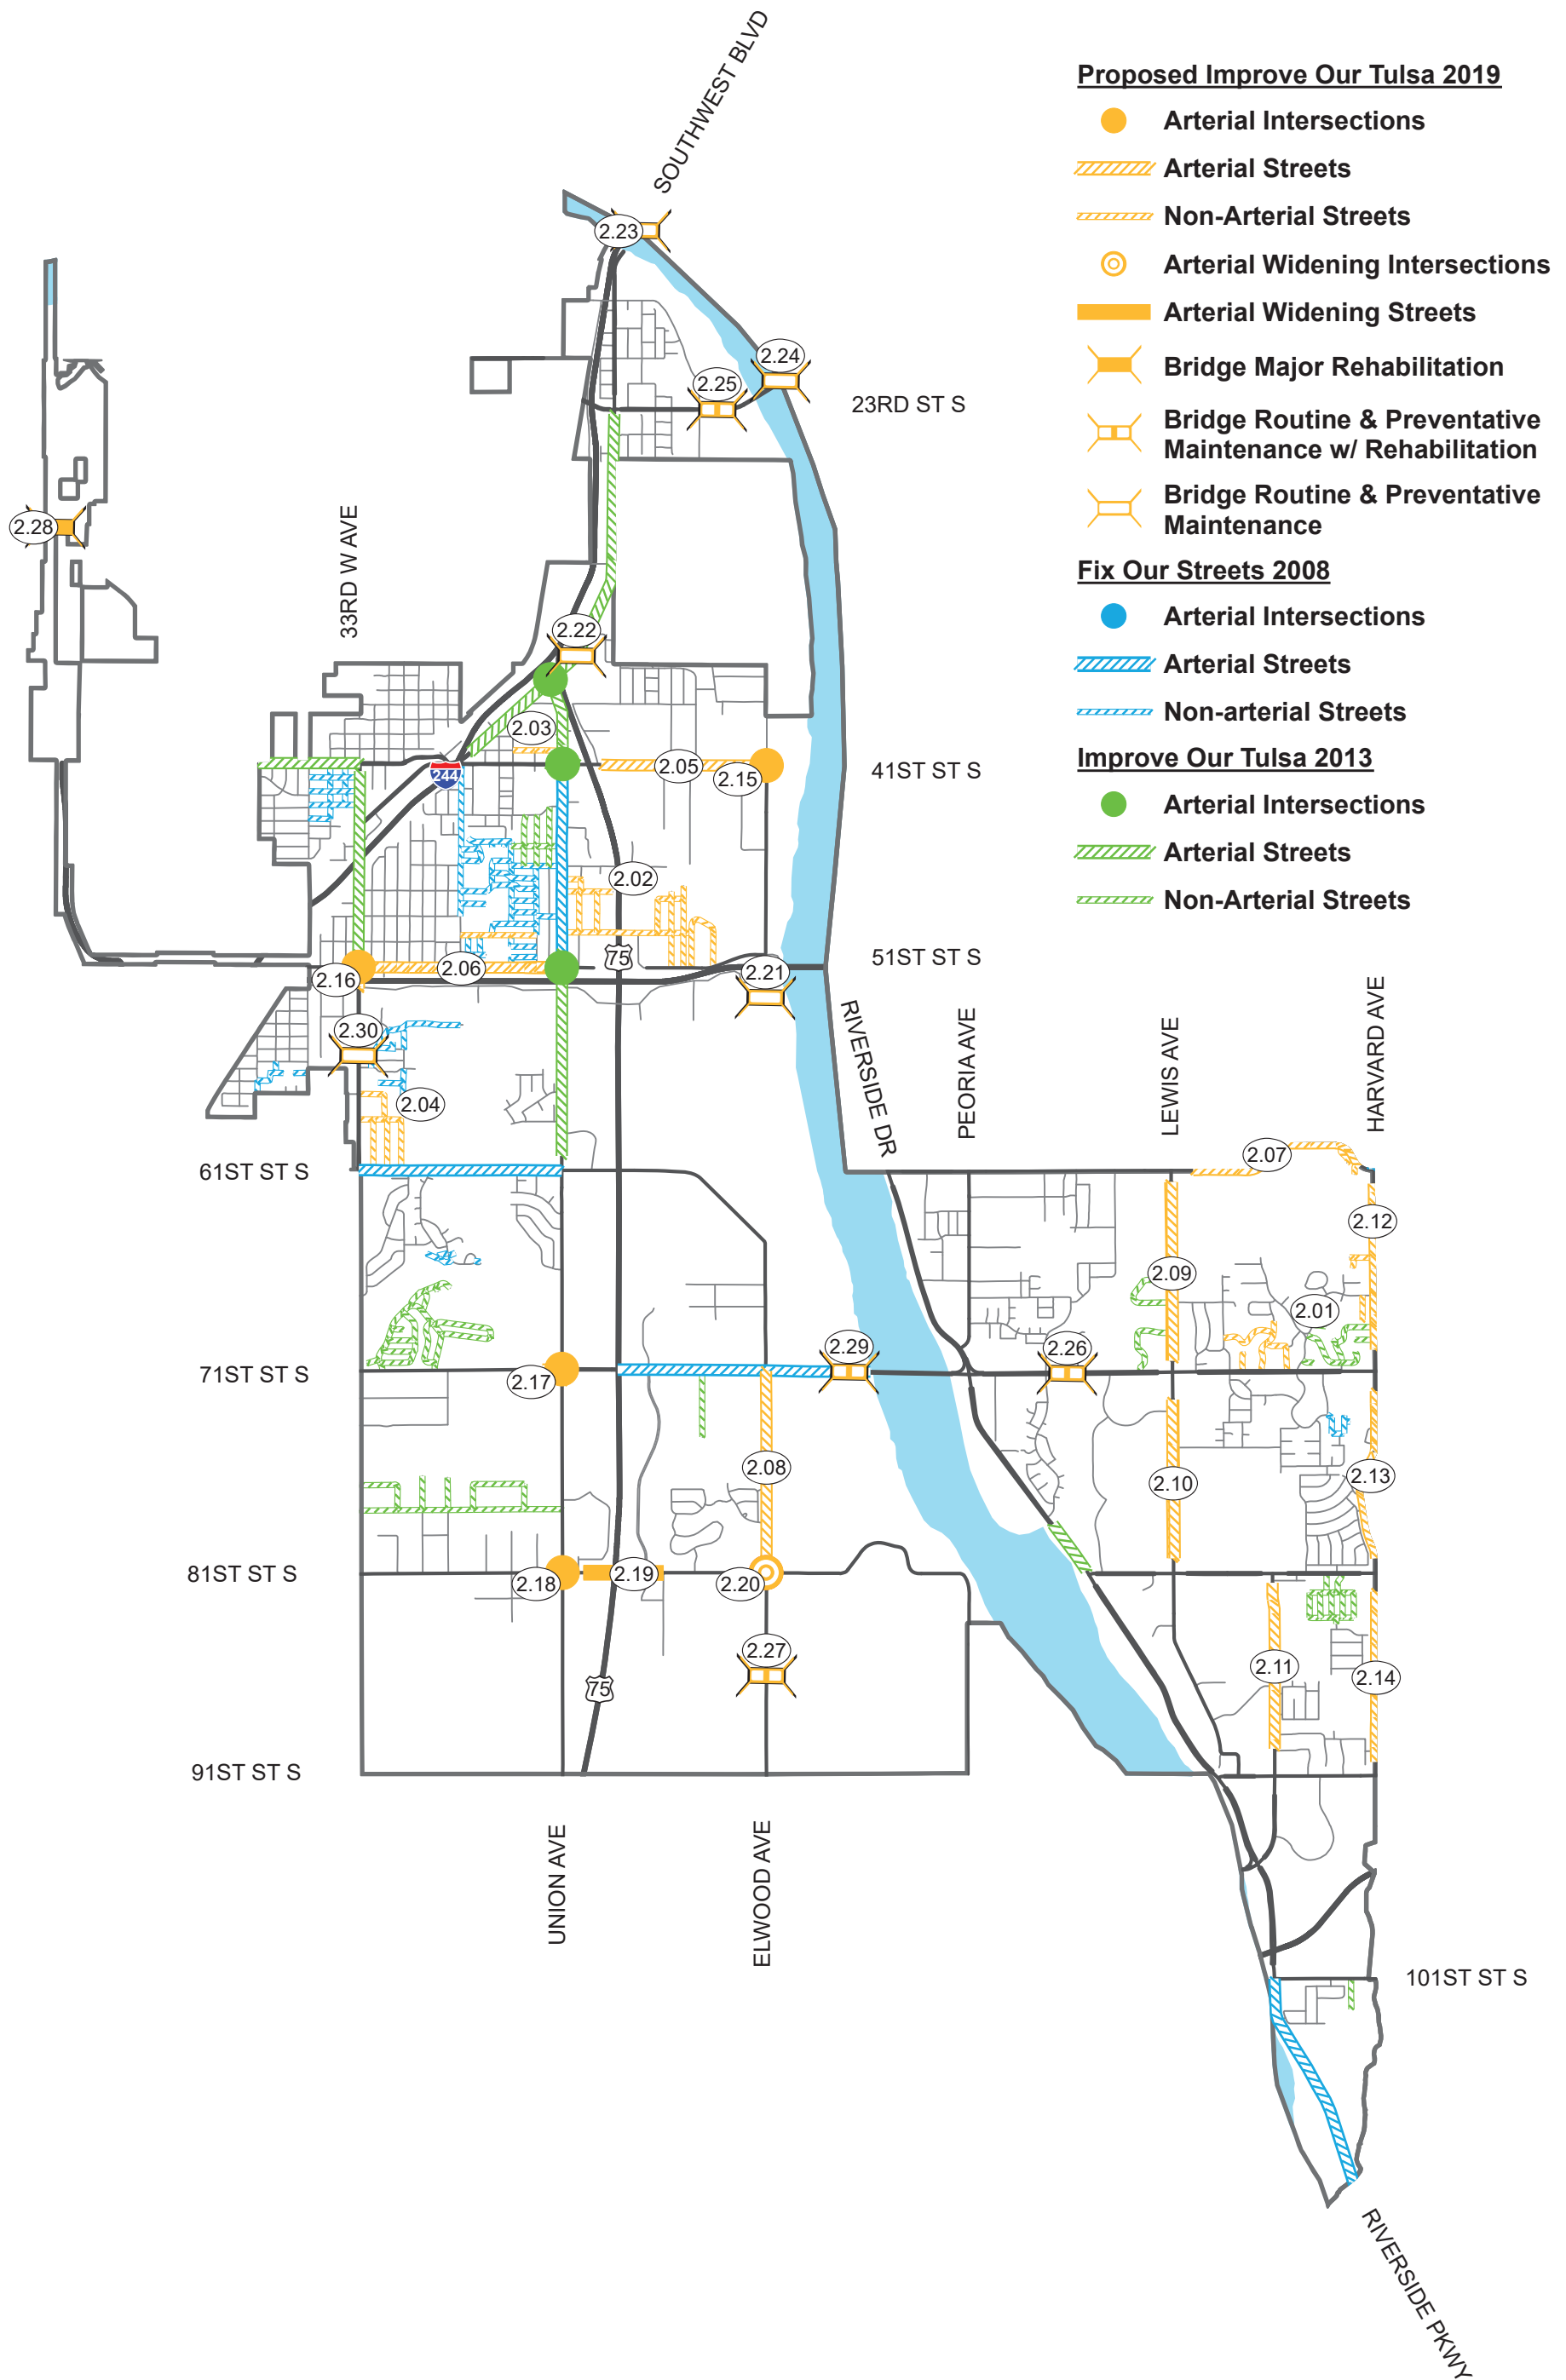 SOUTHWEST BLVD
Proposed Improve Our Tulsa 2019
Arterial Intersections
Arterial Streets
Non-Arterial Streets
Arterial Widening Intersections
Arterial Widening Streets
Bridge Major Rehabilitation
Bridge Routine & Preventative
Maintenance w/ Rehabilitation
Bridge Routine & Preventative
Maintenance
Fix Our Streets 2008
Arterial Intersections
Arterial Streets
Non-arterial Streets
Improve Our Tulsa 2013
Arterial Intersections
Arterial Streets
Non-Arterial Streets
2.23
2.24
2.25
23RD ST S
2.28
33RD W AVE
2.22
2.03
244
2.05
2.15
41ST ST S
2.02
75
51ST ST S
2.16
2.06
2.21
2.30
RIVERSIDE DR
PEORIA AVE
LEWIS AVE
HARVARD AVE
2.04
61ST ST S
2.07
2.12
2.09
2.01
71ST ST S
2.17
2.29
2.26
2.08
2.10
2.13
81ST ST S
2.18
2.19
2.20
2.27
2.11
2.14
75
91ST ST S
UNION AVE
ELWOOD AVE
101ST ST S
RIVERSIDE PKWY